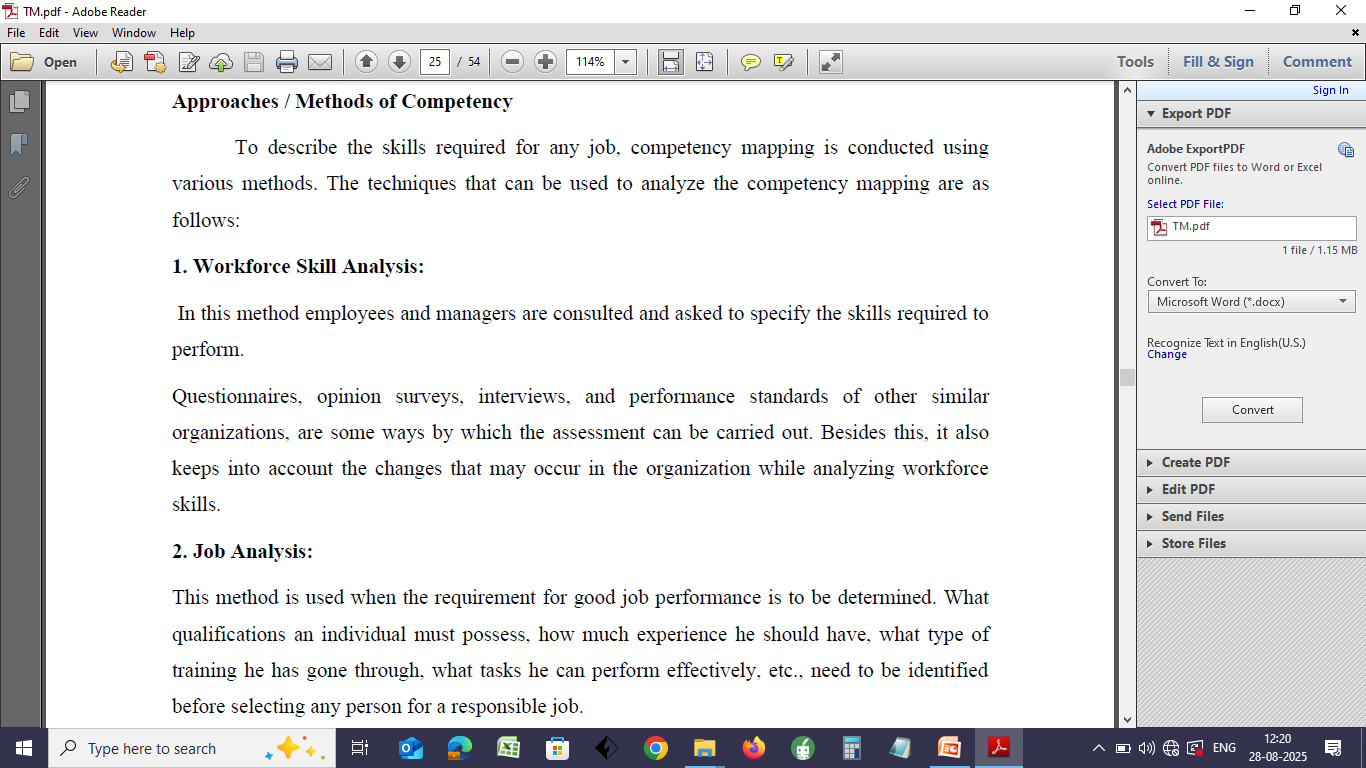 TM.pdf - Adobe Reader
File Edit View Window Help
Open 25 / 54 114% Tools Fill & Sign Comment
Sign In
Approaches / Methods of Competency
To describe the skills required for any job, competency mapping is conducted using
various methods. The techniques that can be used to analyze the competency mapping are as
follows:
1. Workforce Skill Analysis:
In this method employees and managers are consulted and asked to specify the skills required to
perform.
Questionnaires, opinion surveys, interviews, and performance standards of other similar
organizations, are some ways by which the assessment can be carried out. Besides this, it also
keeps into account the changes that may occur in the organization while analyzing workforce
skills.
2. Job Analysis:
This method is used when the requirement for good job performance is to be determined. What
qualifications an individual must possess, how much experience he should have, what type of
training he has gone through, what tasks he can perform effectively, etc., need to be identified
before selecting any person for a responsible job.
Export PDF
Adobe ExportPDF
Convert PDF files to Word or Excel
online.
Select PDF File:
TM.pdf
1 file / 1.15 MB
Convert To:
Microsoft Word (*.docx)
Recognize Text in English(U.S.)
Change
Convert
Create PDF
Edit PDF
Send Files
Store Files
Type here to search
ENG
12:20
28-08-2025